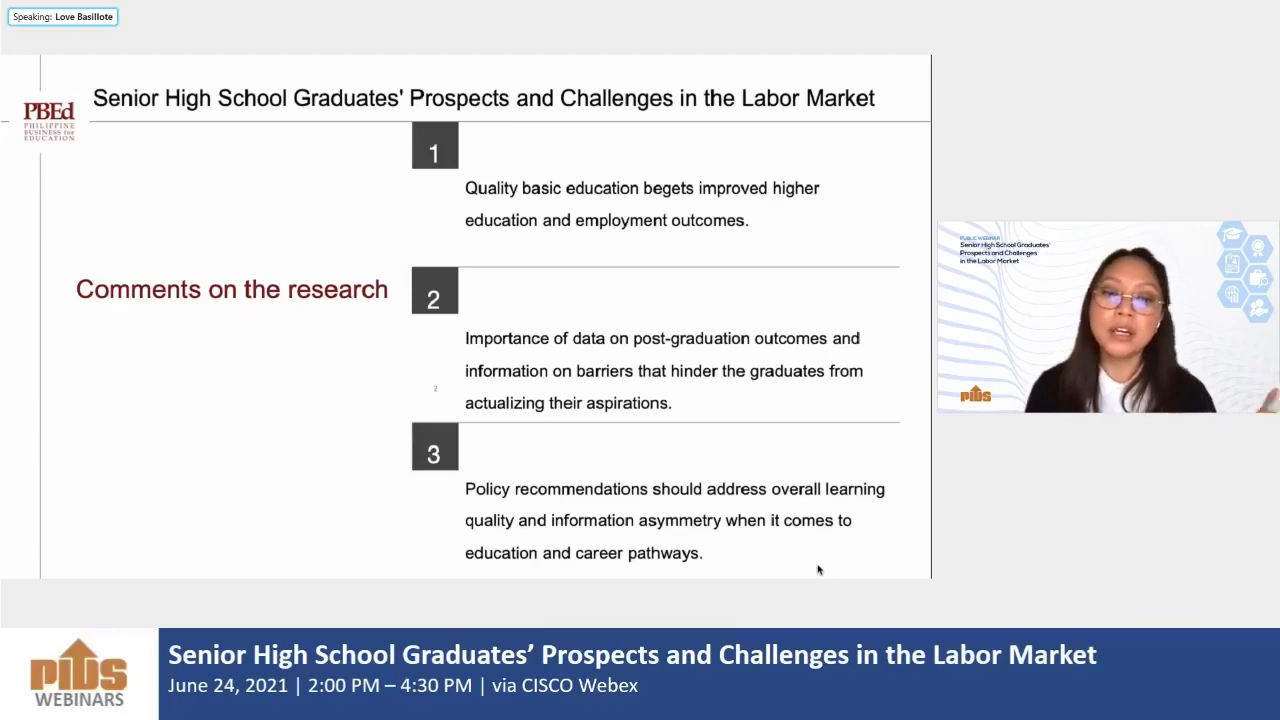 Speaking: Love Basillote
Senior High School Graduates' Prospects and Challenges in the Labor Market
PBEd
PHILIPPINE
BUSINESS for
EDUCATION
1
Quality basic education begets improved higher
education and employment outcomes.
Comments on the research
2
Importance of data on post-graduation outcomes and
information on barriers that hinder the graduates from
actualizing their aspirations.
2
3
Policy recommendations should address overall learning
quality and information asymmetry when it comes to
education and career pathways.
PUBLIC WEBINAR
Senior High School Graduates'
Prospects and Challenges
in the Labor Market
pids
pids
WEBINARS
Senior High School Graduates’ Prospects and Challenges in the Labor Market
June 24, 2021 | 2:00 PM – 4:30 PM | via CISCO Webex